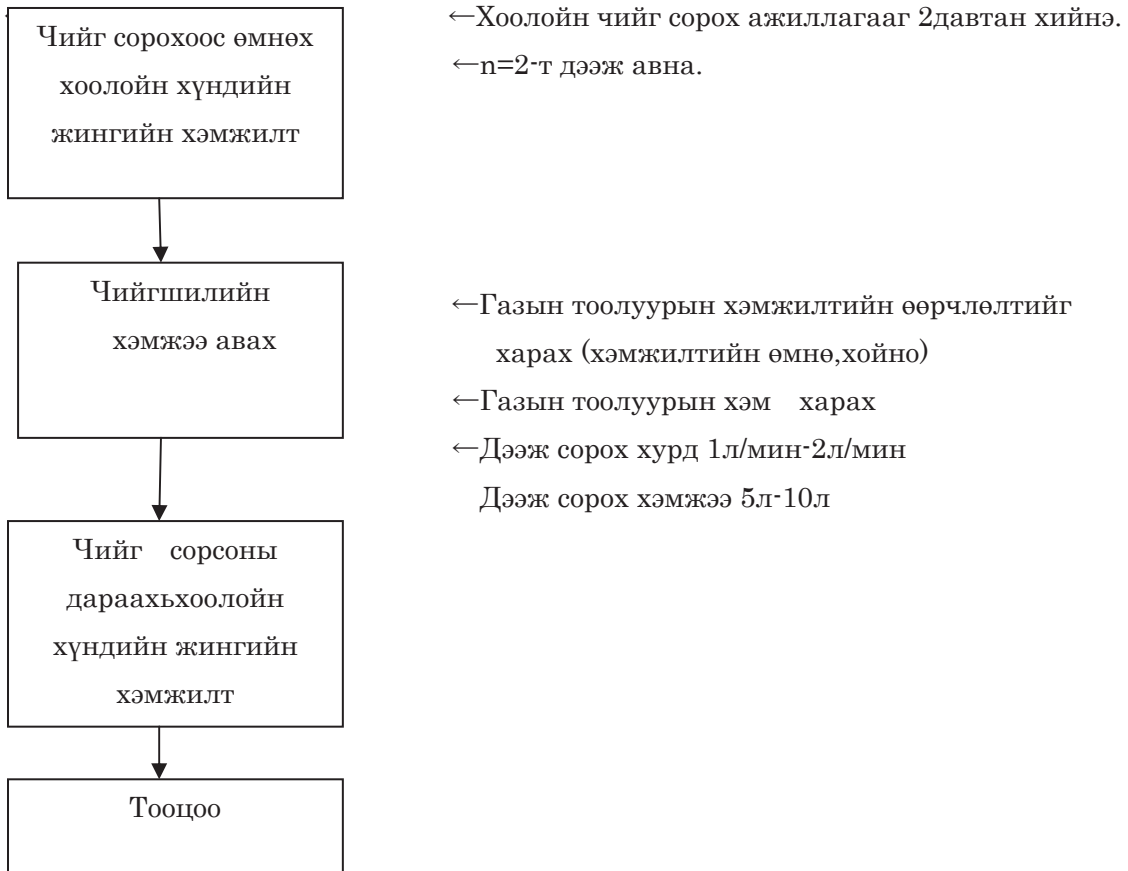 Чийг сорохоос өмнөх
хоолойн хүндийн
жингийн хэмжилт
←Хоолойн чийг сорох ажиллагааг 2давтан хийнэ.
←n=2-т дээж авна.
Чийгшилийн
хэмжээ авах
←Газын тоолуурын хэмжилтийн өөрчлөлтийг
харах (хэмжилтийн өмнө,хойно)
←Газын тоолуурын хэм харах
←Дээж сорох хурд 1л/мин-2л/мин
Дээж сорох хэмжээ 5л-10л
Чийг сорсоны
дараахьхоолойн
хүндийн жингийн
хэмжилт
Тооцоо